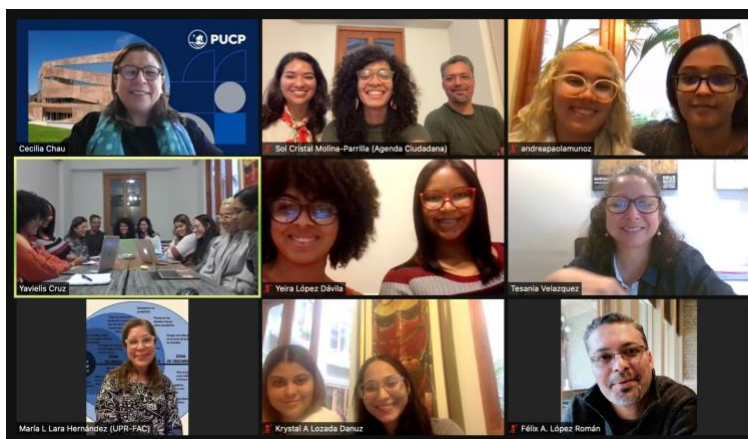 PUCP
Cecilia Chau
Sol Cristal Molina-Parrilla (Agenda Ciudadana)
andreapaolamunoz
Yavielis Cruz
Yeira López Dávila
Tesania Velazquez
María L Lara Hernández (UPR-FAC)
Krystal A Lozada Danuz
Félix A. López Román